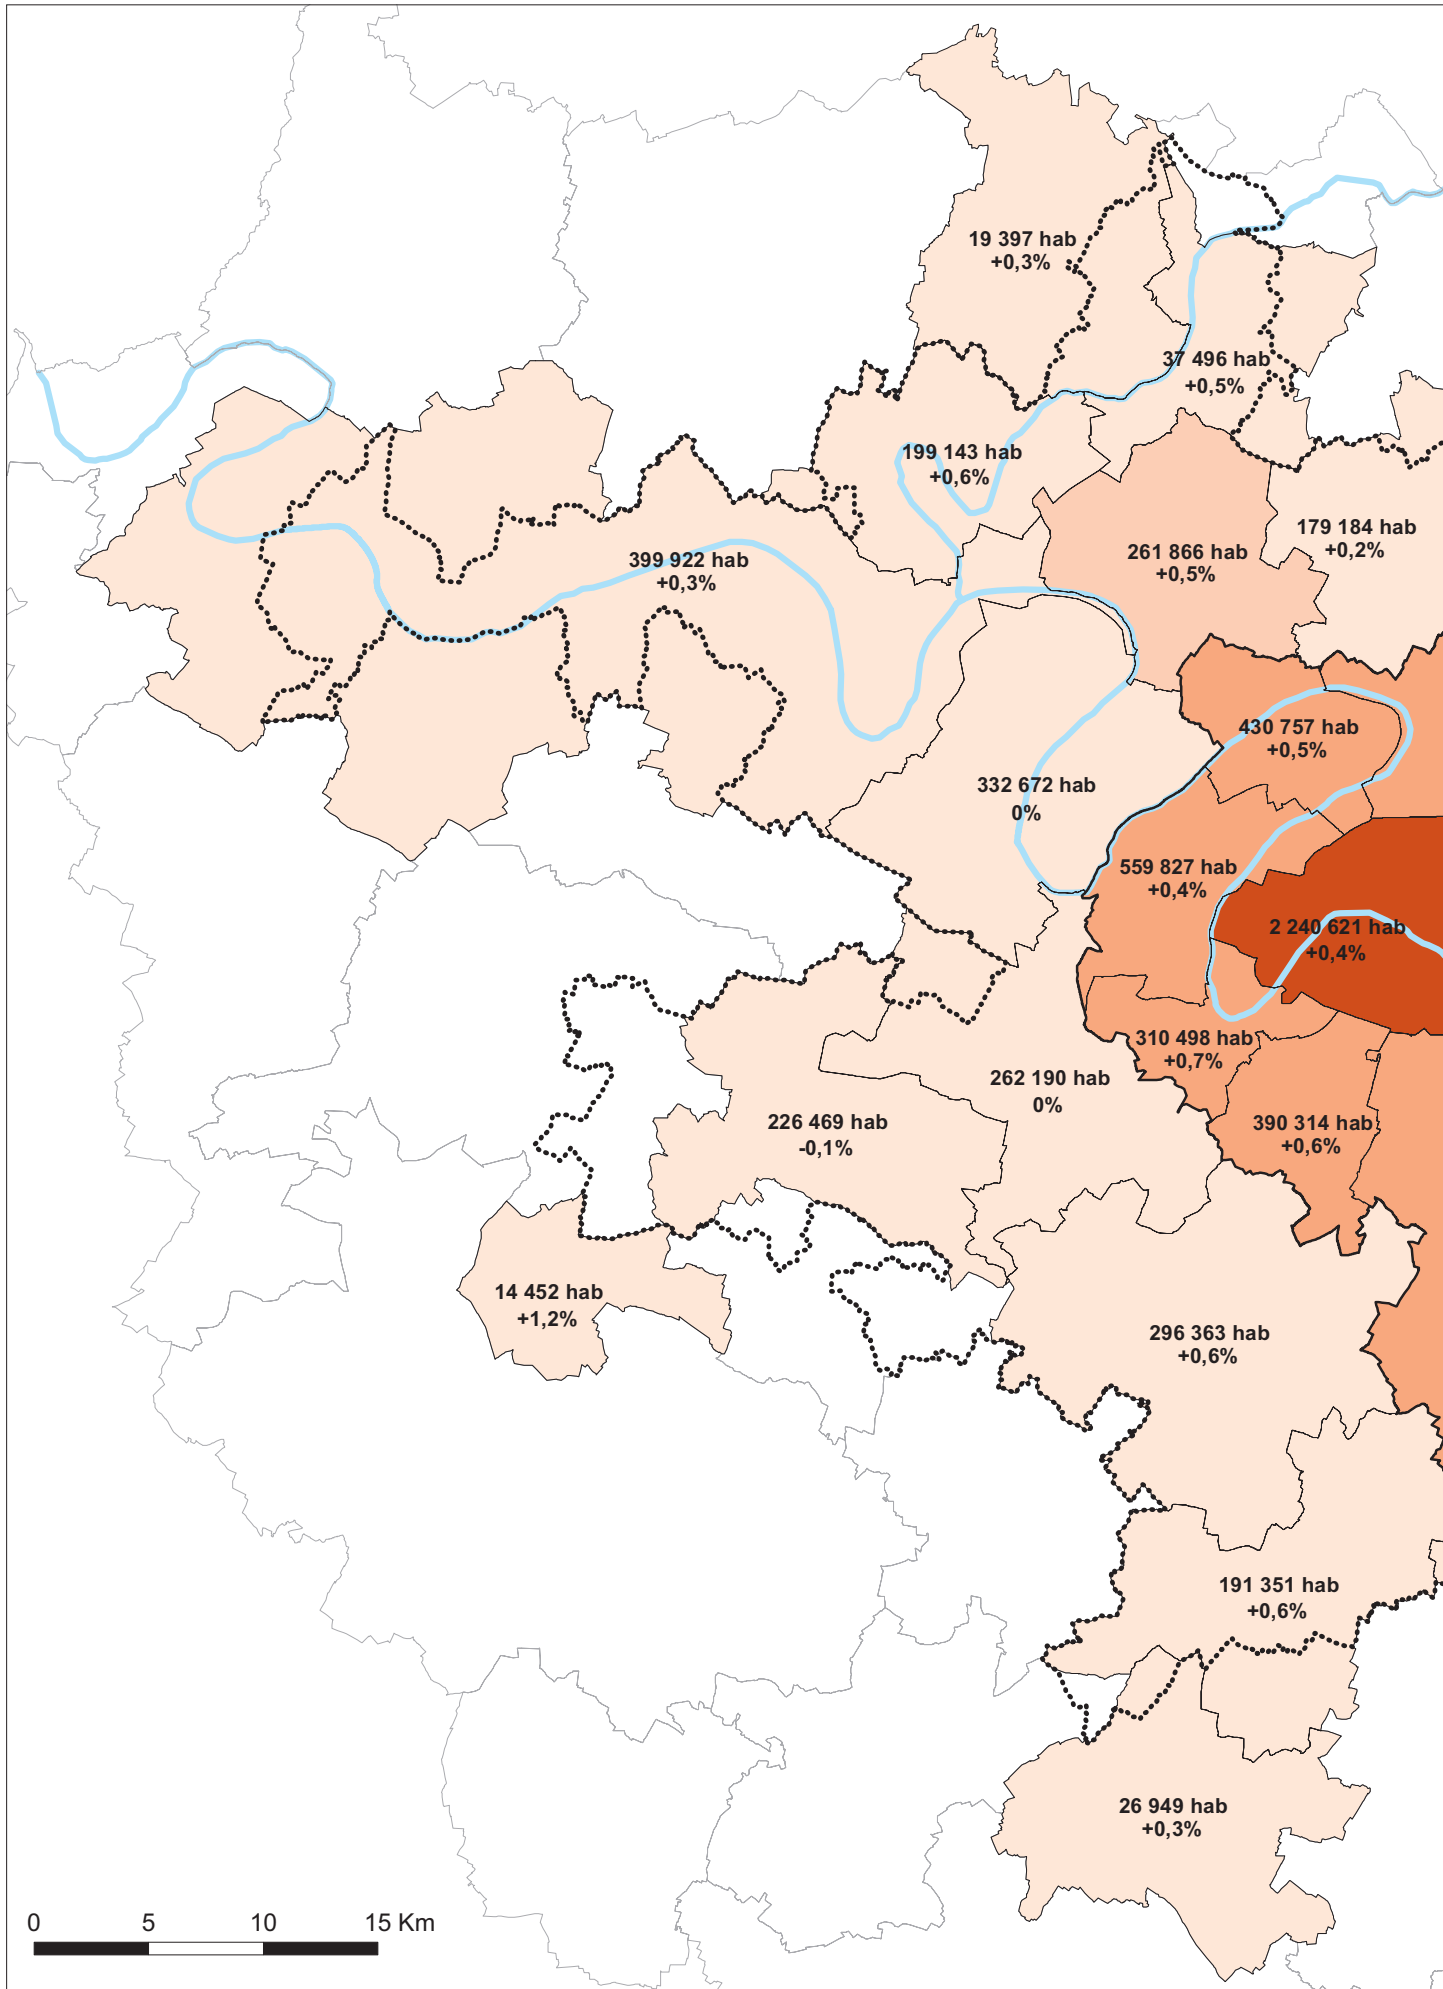 19 397 hab
+0,3%
37 496 hab
+0,5%
199 143 hab
+0,6%
179 184 hab
+0,2%
261 866 hab
+0,5%
399 922 hab
+0,3%
430 757 hab
+0,5%
332 672 hab
0%
559 827 hab
+0,4%
2 240 621 hab
+0,4%
310 498 hab
+0,7%
262 190 hab
0%
226 469 hab
-0,1%
390 314 hab
+0,6%
14 452 hab
+1,2%
296 363 hab
+0,6%
191 351 hab
+0,6%
26 949 hab
+0,3%
0 5 10 15 Km